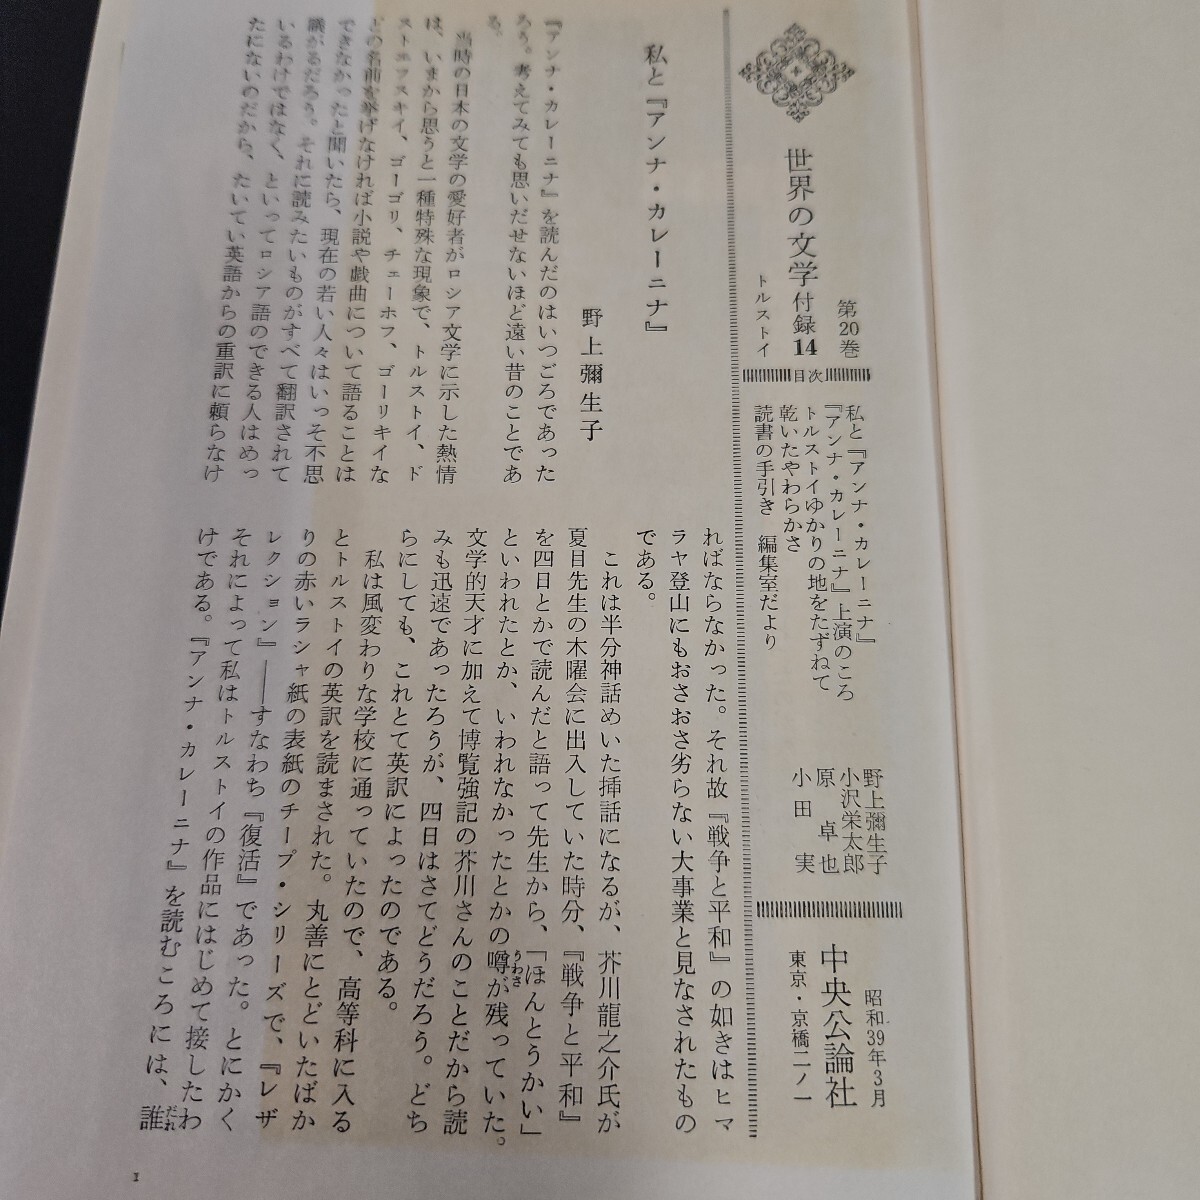 世界の文学付録14
第20巻
トルストイ
目次
私と『アンナ・カレーニナ』
『アンナ・カレーニナ』上演のころ
トルストイゆかりの地をたずねて
乾いたやわらかさ
読書の手引き 編集室だより
野上彌生子
小沢栄太郎
原卓也
小田実
昭和39年3月
中央公論社
東京・京橋二ノ一
私と『アンナ・カレーニナ』
野上彌生子
『アンナ・カレーニナ』を読んだのはいつごろであった
ろう。考えてみても思いだせないほど遠い昔のことであ
る。
当時の日本の文学の愛好者がロシア文学に示した熱情
は、いまから思うと一種特殊な現象で、トルストイ、ド
ストエフスキイ、ゴーゴリ、チェーホフ、ゴーリキイな
どの名前を挙げなければ小説や戯曲について語ることは
できなかったと聞いたら、現在の若い人々はいっそ不思
議がるだろう。それに読みたいものがすべて翻訳されて
いるわけではなく、といってロシア語のできる人はめっ
たにないのだから、たいてい英語からの重訳に頼らなけ
ればならなかった。それ故『戦争と平和』の如きはヒマ
ラヤ登山にもおさおさ劣らない大事業と見なされたもの
である。
これは半分神話めいた挿話になるが、芥川龍之介氏が
夏目先生の木曜会に出入していた時分、『戦争と平和』
を四日とかで読んだと語って先生から、「ほんとうかい」
といわれたとか、いわれなかったとかの噂が残っていた。
うわさ
文学的天才に加えて博覧強記の芥川さんのことだから読
みも迅速であったろうが、四日はさてどうだろう。どち
らにしても、これとて英訳によったのである。
私は風変わりな学校に通っていたので、高等科に入る
とトルストイの英訳を読まされた。丸善にとどいたばか
りの赤いラシャ紙の表紙のチープ・シリーズで、『レザ
レクション』――すなわち『復活』であった。とにかく
それによって私はトルストイの作品にはじめて接したわ
けである。『アンナ・カレーニナ』を読むころには、誰
だれ
1